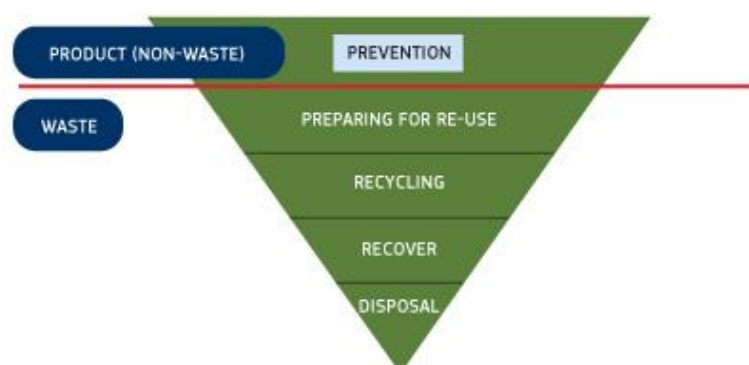 PRODUCT (NON-WASTE)
PREVENTION
WASTE
PREPARING FOR RE-USE
RECYCLING
RECOVER
DISPOSAL